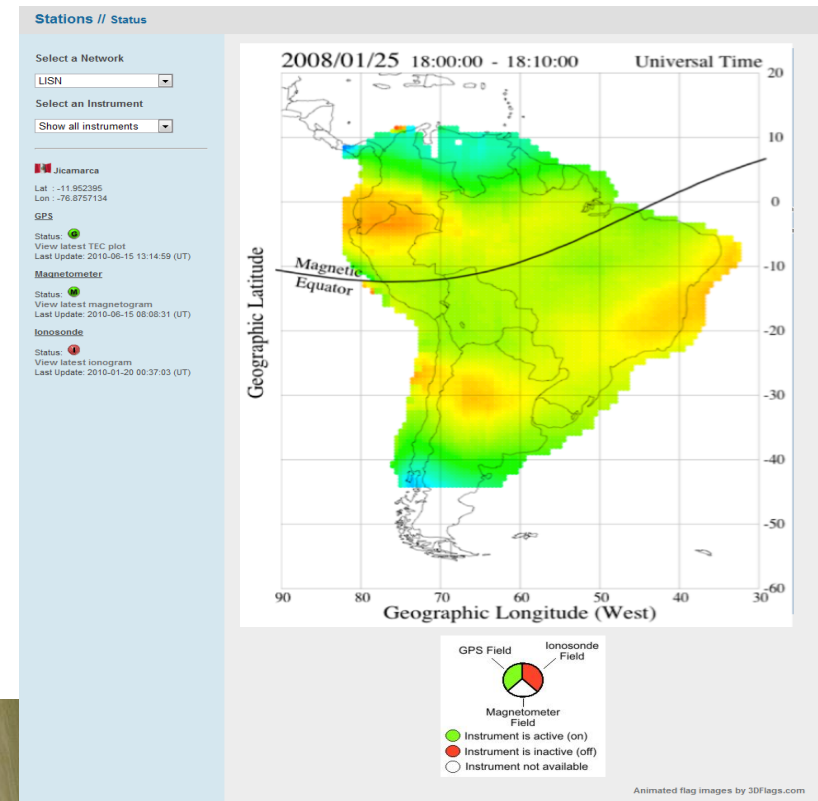 Stations // Status
Select a Network
LISN
Select an Instrument
Show all instruments
Jicamarca
Lat : -11.952395
Lon : -76.8757134
GPS
Status: G
View latest TEC plot
Last Update: 2010-06-15 13:14:59 (UT)
Magnetometer
Status: M
View latest magnetogram
Last Update: 2010-06-15 08:08:31 (UT)
Ionosonde
Status: I
View latest ionogram
Last Update: 2010-01-20 00:37:03 (UT)
2008/01/25 18:00:00 - 18:10:00 Universal Time
20
10
0
-10
-20
-30
-40
-50
-60
Geographic Latitude
Magnetic
Equator
90 80 70 60 50 40 30
Geographic Longitude (West)
GPS Field
Ionosonde
Field
Magnetometer
Field
Instrument is active (on)
Instrument is inactive (off)
Instrument not available
Animated flag images by 3DFlags.com